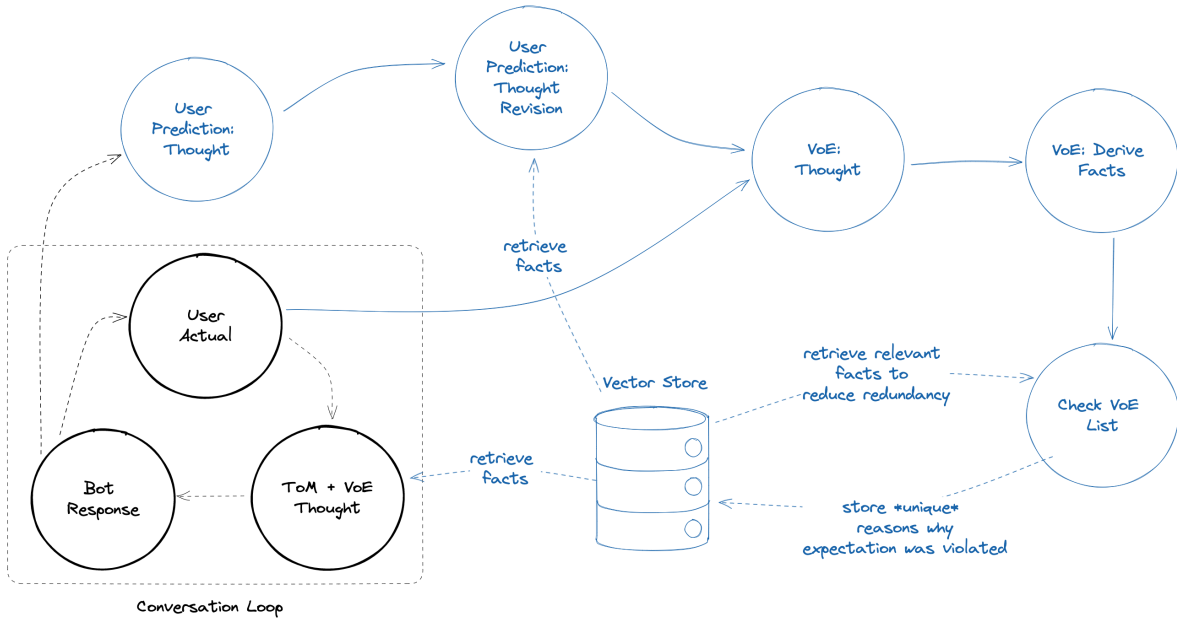 User
Prediction:
Thought
User
Prediction:
Thought
Revision
VoE:
Thought
VoE: Derive
Facts
retrieve
facts
User
Actual
retrieve relevant
facts to
reduce redundancy
Vector Store
Check VoE
List
retrieve
facts
Bot
Response
ToM + VoE
Thought
store *unique*
reasons why
expectation was violated
Conversation Loop